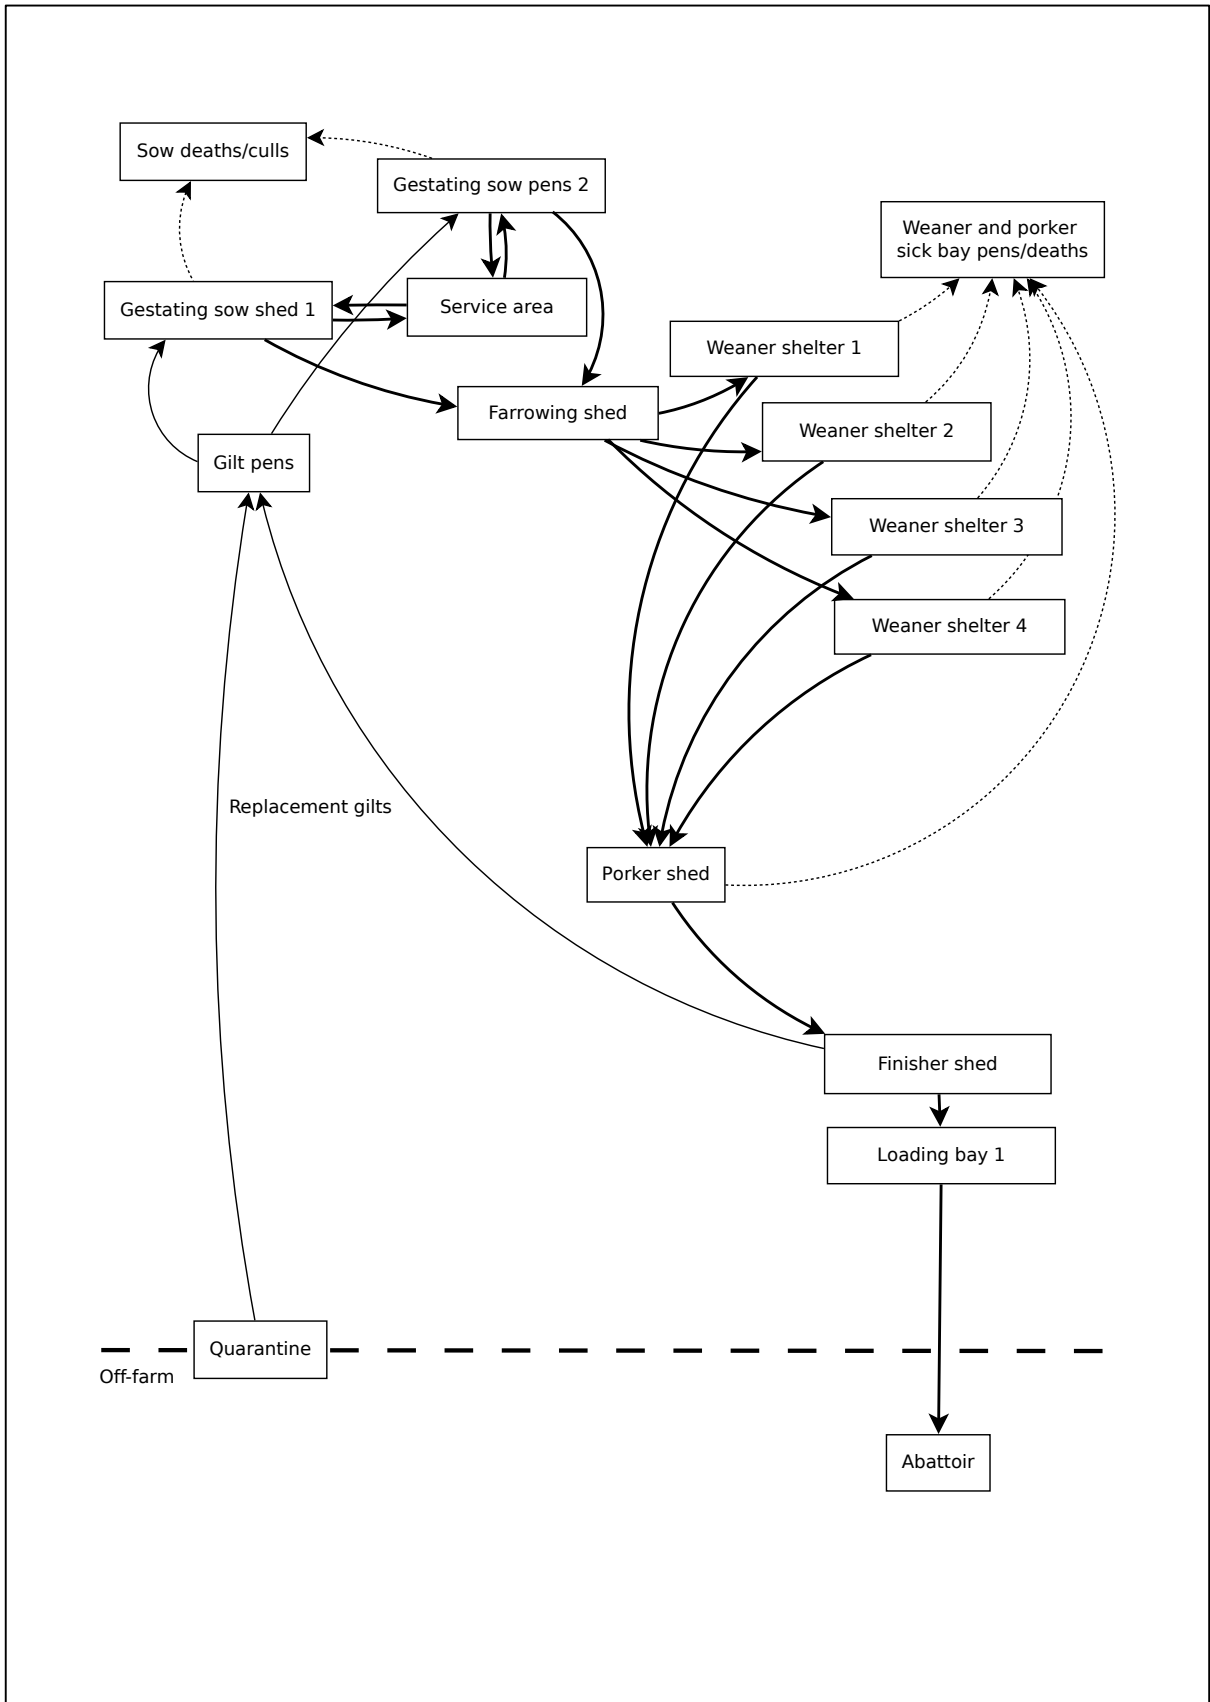 Sow deaths/culls
Gestating sow pens 2
Weaner and porker
sick bay pens/deaths
Gestating sow shed 1
Service area
Weaner shelter 1
Farrowing shed
Weaner shelter 2
Gilt pens
Weaner shelter 3
Weaner shelter 4
Replacement gilts
Porker shed
Finisher shed
Loading bay 1
Quarantine
Off-farm
Abattoir